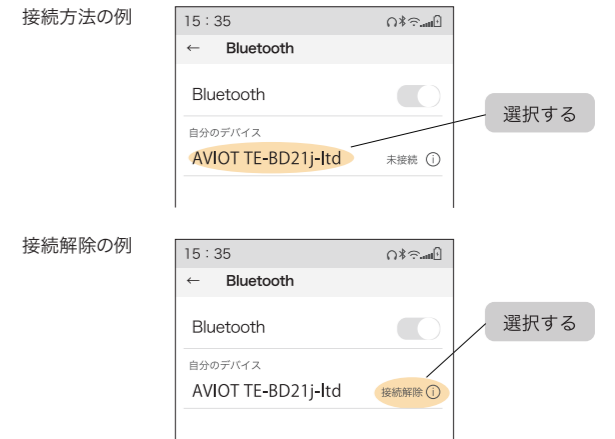 接続方法の例
15：35
← Bluetooth
Bluetooth
自分のデバイス
AVIOT TE-BD21j-ltd 未接続 ⓘ
選択する
接続解除の例
15：35
← Bluetooth
Bluetooth
自分のデバイス
AVIOT TE-BD21j-ltd 接続解除 ⓘ
選択する